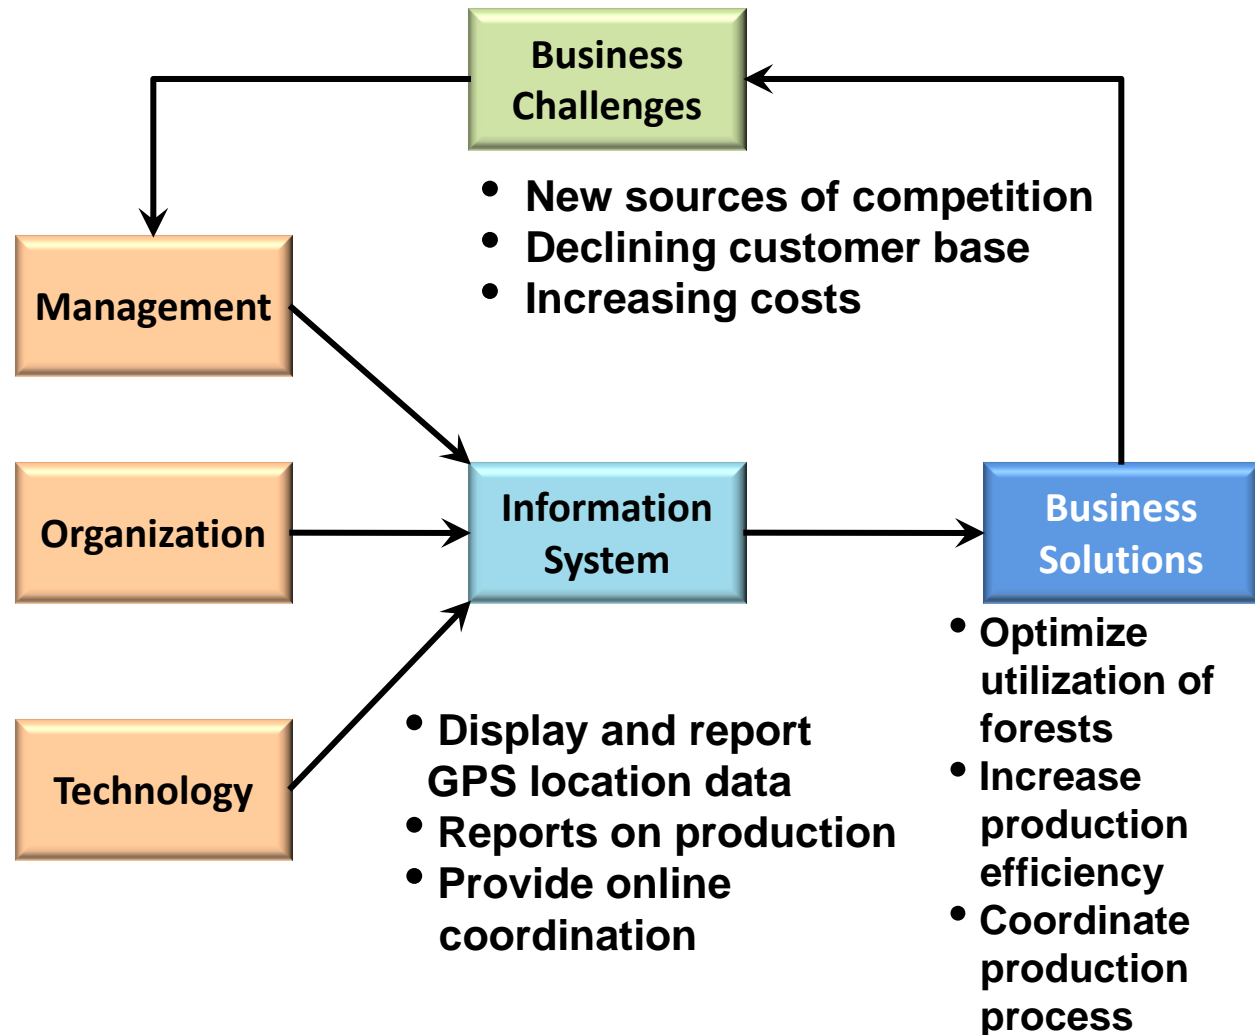 Business
Challenges
• New sources of competition
• Declining customer base
• Increasing costs
Management
Organization
Information
System
Business
Solutions
Technology
• Display and report
GPS location data
• Reports on production
• Provide online
coordination
• Optimize
utilization of
forests
• Increase
production
efficiency
• Coordinate
production
process